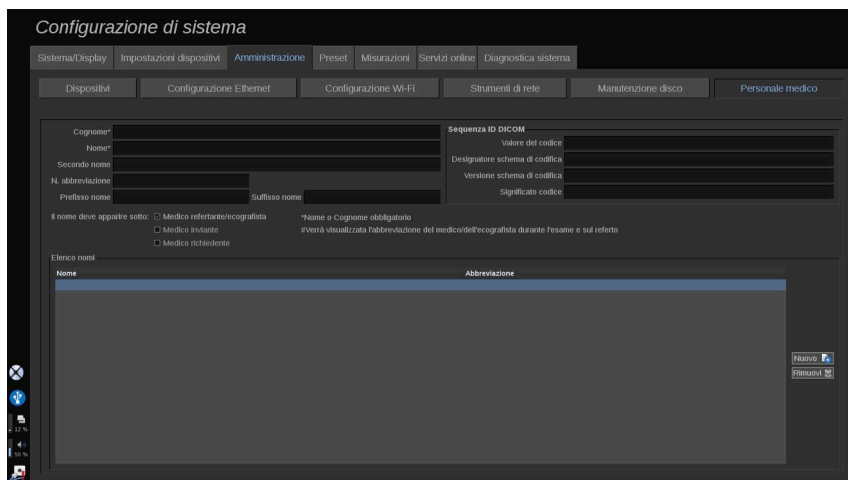 Configurazione di sistema
Sistema/Display Impostazioni dispositivi Amministrazione Preset Misurazioni Servizi online Diagnostica sistema
Dispositivi Configurazione Ethernet Configurazione Wi-Fi Strumenti di rete Manutenzione disco Personale medico
Cognome*
Nome*
Secondo nome
N. abbreviazione
Prefisso nome Suffisso nome
Sequenza ID DICOM
Valore del codice
Designatore schema di codifica
Versione schema di codifica
Significato codice
Il nome deve apparire sotto: Medico refertante/ecografista *Nome o Cognome obbligatorio
Medico inviante #Verrà visualizzata l'abbreviazione del medico/dell'ecografista durante l'esame e sul referto
Medico richiedente
Elenco nomi
Nome Abbreviazione
Nuovo
Rimuovi
12 %
50 %